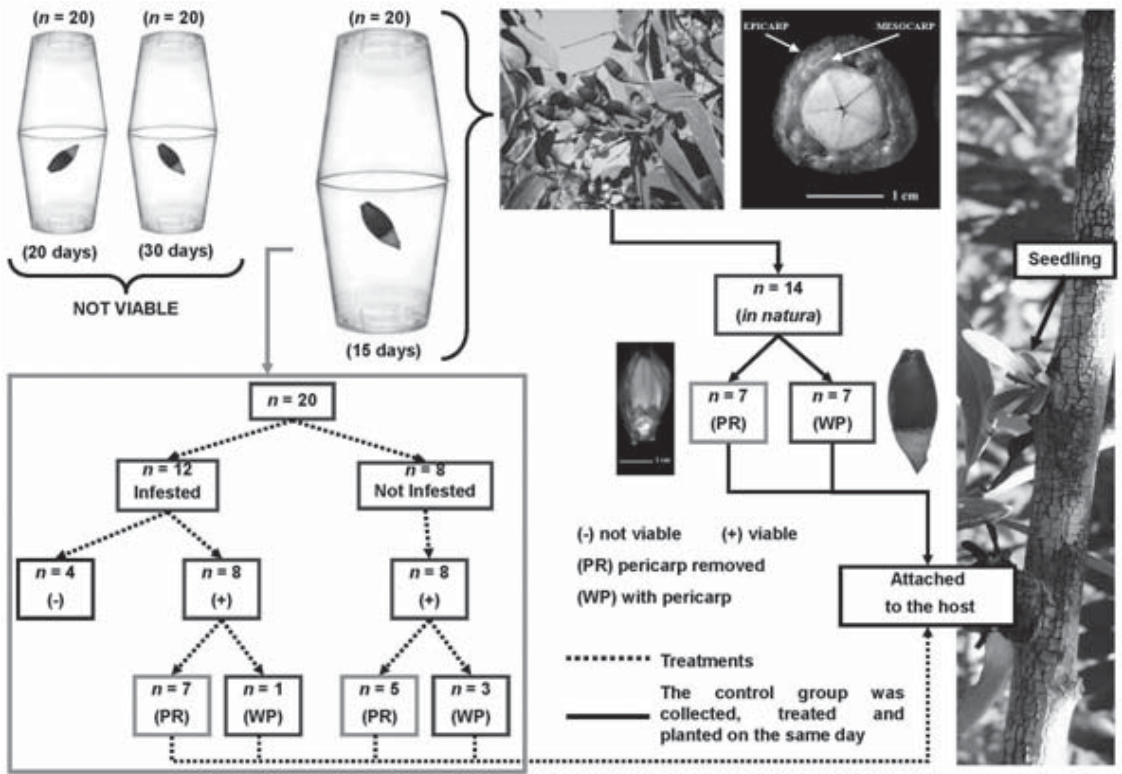 (n = 20)
(n = 20)
(n = 20)
(20 days)
(30 days)
NOT VIABLE
(15 days)
EPICARP
MESOCARP
1 cm
Seedling
n = 14
(in natura)
n = 7
(PR)
n = 7
(WP)
1 cm
n = 20
n = 12
Infested
n = 8
Not Infested
n = 4
(-)
n = 8
(+)
n = 8
(+)
n = 7
(PR)
n = 1
(WP)
n = 5
(PR)
n = 3
(WP)
(-) not viable (+) viable
(PR) pericarp removed
(WP) with pericarp
Attached
to the host
Treatments
The control group was
collected, treated and
planted on the same day